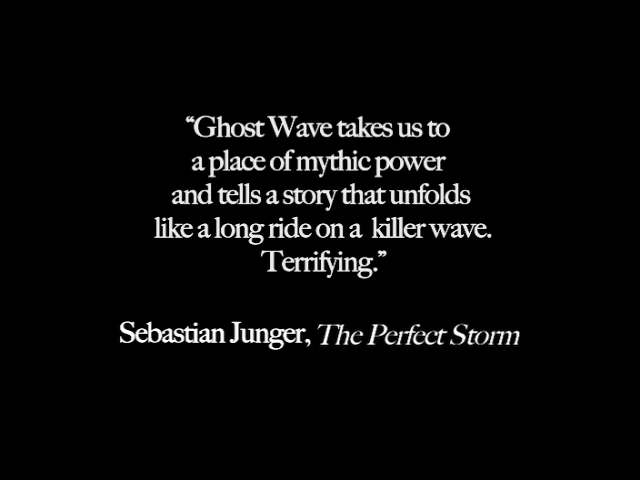 “Ghost Wave takes us to
a place of mythic power
and tells a story that unfolds
like a long ride on a killer wave.
Terrifying.”
Sebastian Junger, The Perfect Storm